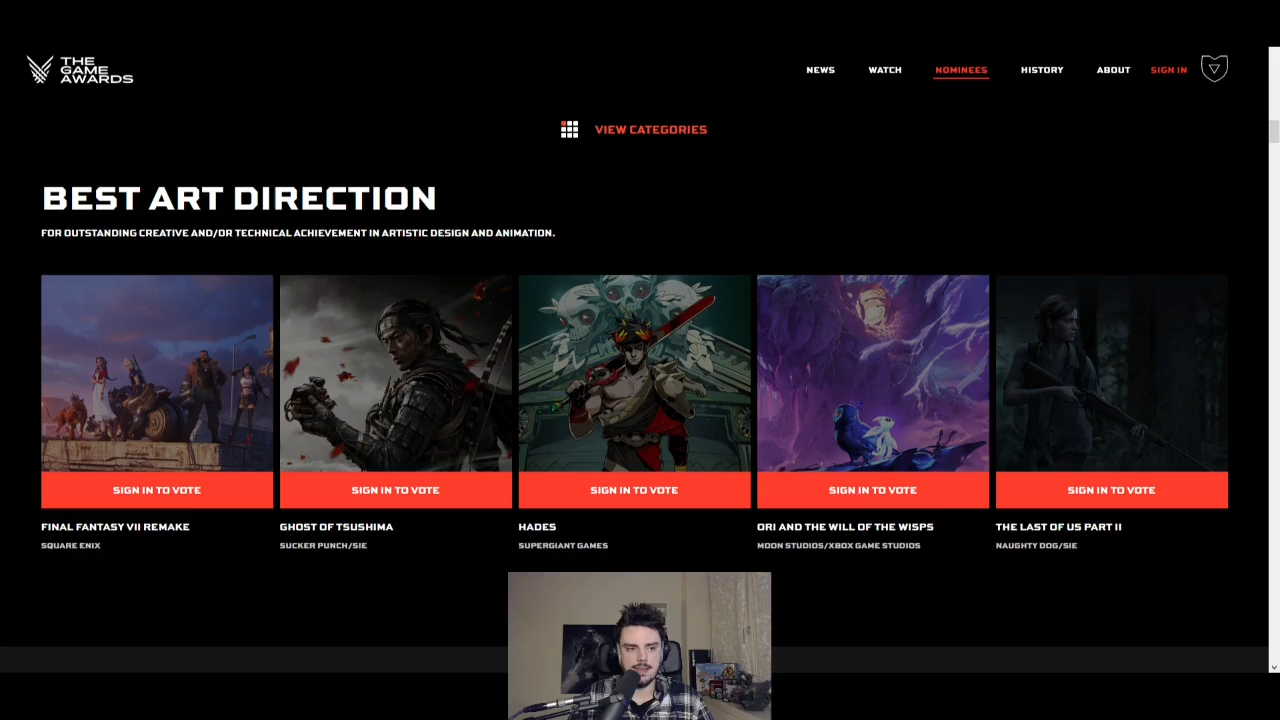 THE
GAME
AWARDS
NEWS
WATCH
NOMINEES
HISTORY
ABOUT
SIGN IN
VIEW CATEGORIES
BEST ART DIRECTION
FOR OUTSTANDING CREATIVE AND/OR TECHNICAL ACHIEVEMENT IN ARTISTIC DESIGN AND ANIMATION.
SIGN IN TO VOTE
FINAL FANTASY VII REMAKE
SQUARE ENIX
SIGN IN TO VOTE
GHOST OF TSUSHIMA
SUCKER PUNCH/SIE
SIGN IN TO VOTE
HADES
SUPERGIANT GAMES
SIGN IN TO VOTE
ORI AND THE WILL OF THE WISPS
MOON STUDIOS/XBOX GAME STUDIOS
SIGN IN TO VOTE
THE LAST OF US PART II
NAUGHTY DOG/SIE